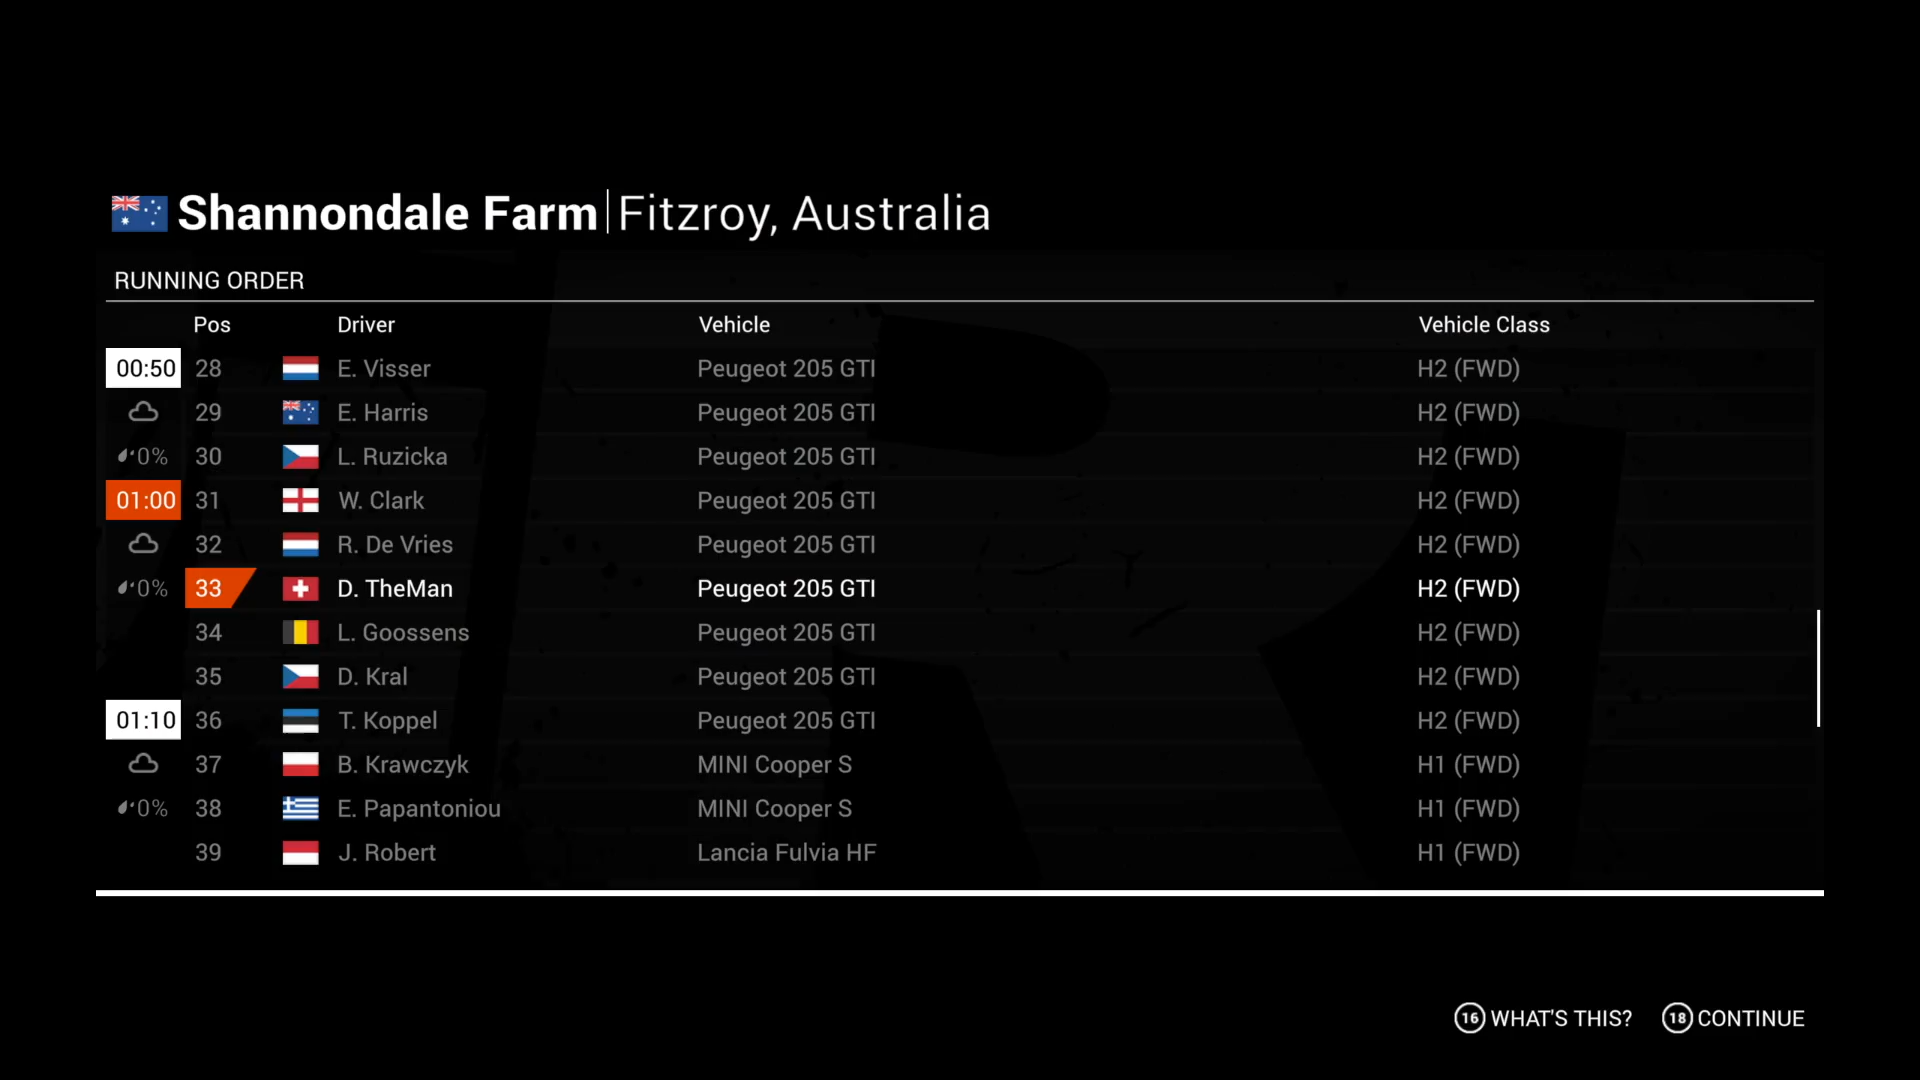 Shannondale Farm | Fitzroy, Australia
RUNNING ORDER
Pos Driver Vehicle Vehicle Class
00:50 28 E. Visser Peugeot 205 GTI H2 (FWD)
29 E. Harris Peugeot 205 GTI H2 (FWD)
0% 30 L. Ruzicka Peugeot 205 GTI H2 (FWD)
01:00 31 W. Clark Peugeot 205 GTI H2 (FWD)
32 R. De Vries Peugeot 205 GTI H2 (FWD)
0% 33 D. TheMan Peugeot 205 GTI H2 (FWD)
34 L. Goossens Peugeot 205 GTI H2 (FWD)
35 D. Kral Peugeot 205 GTI H2 (FWD)
01:10 36 T. Koppel Peugeot 205 GTI H2 (FWD)
37 B. Krawczyk MINI Cooper S H1 (FWD)
0% 38 E. Papantoniou MINI Cooper S H1 (FWD)
39 J. Robert Lancia Fulvia HF H1 (FWD)
16 WHAT'S THIS? 18 CONTINUE